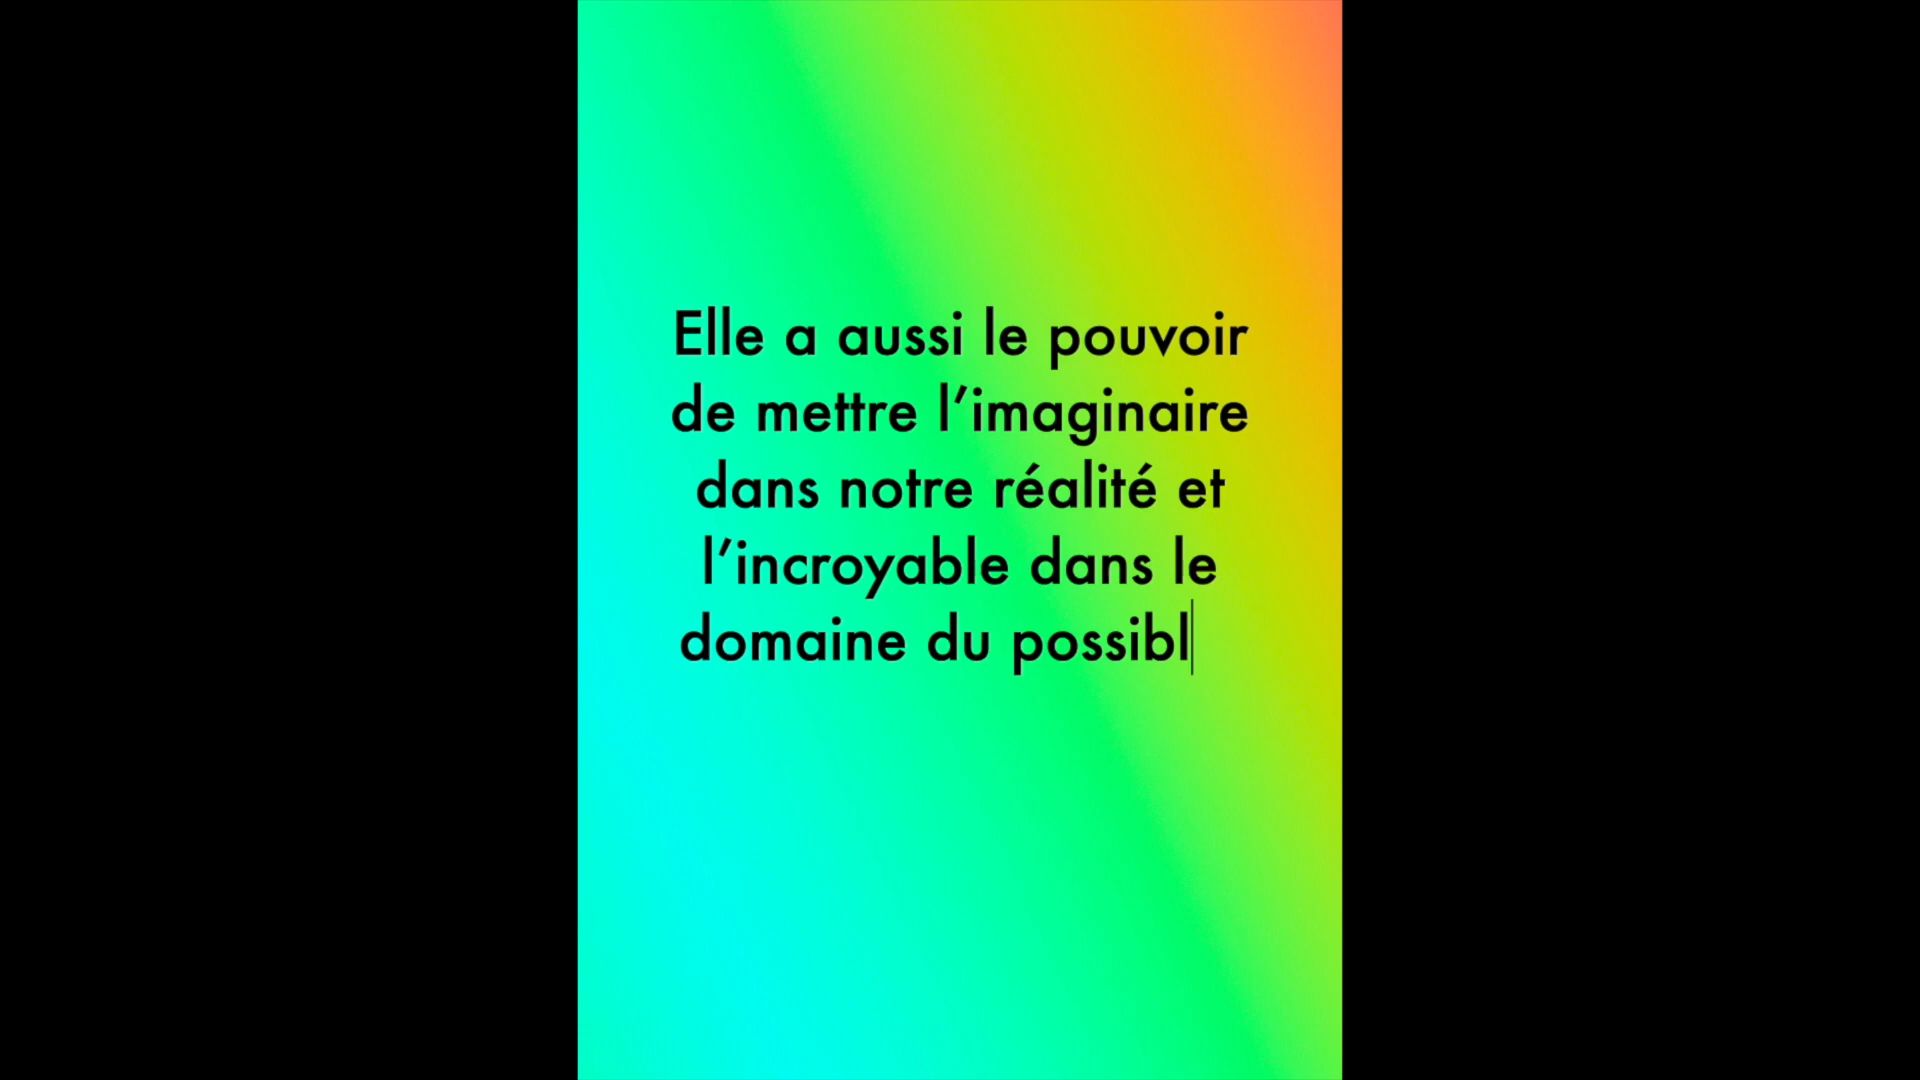 Elle a aussi le pouvoir
de mettre l’imaginaire
dans notre réalité et
l’incroyable dans le
domaine du possibl